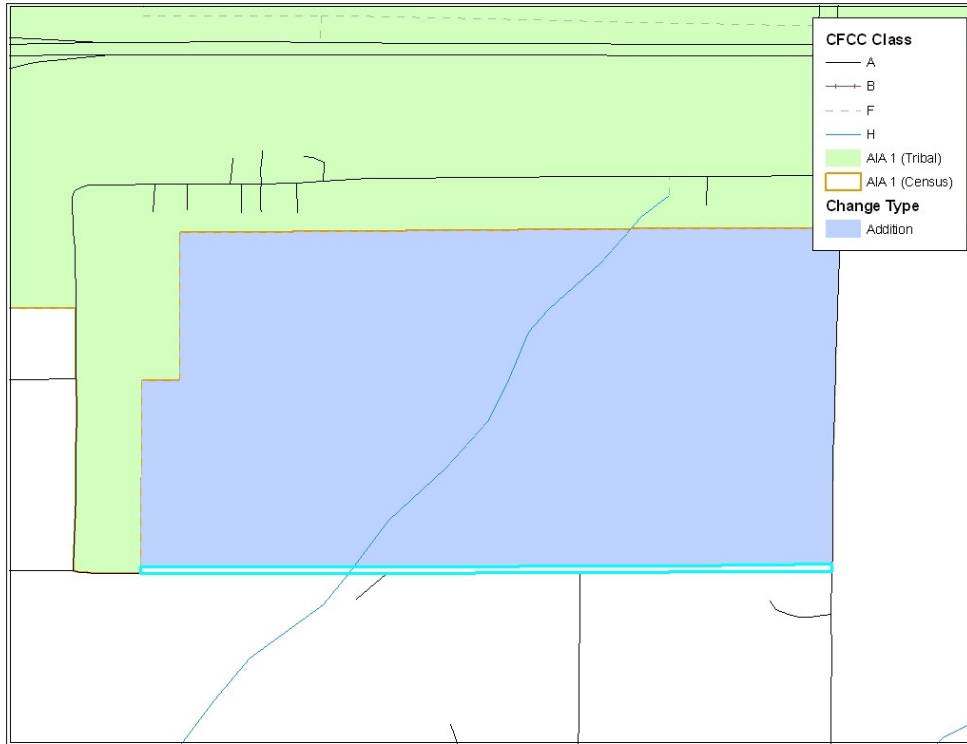 CFCC Class
A
B
F
H
AIA 1 (Tribal)
AIA 1 (Census)
Change Type
Addition